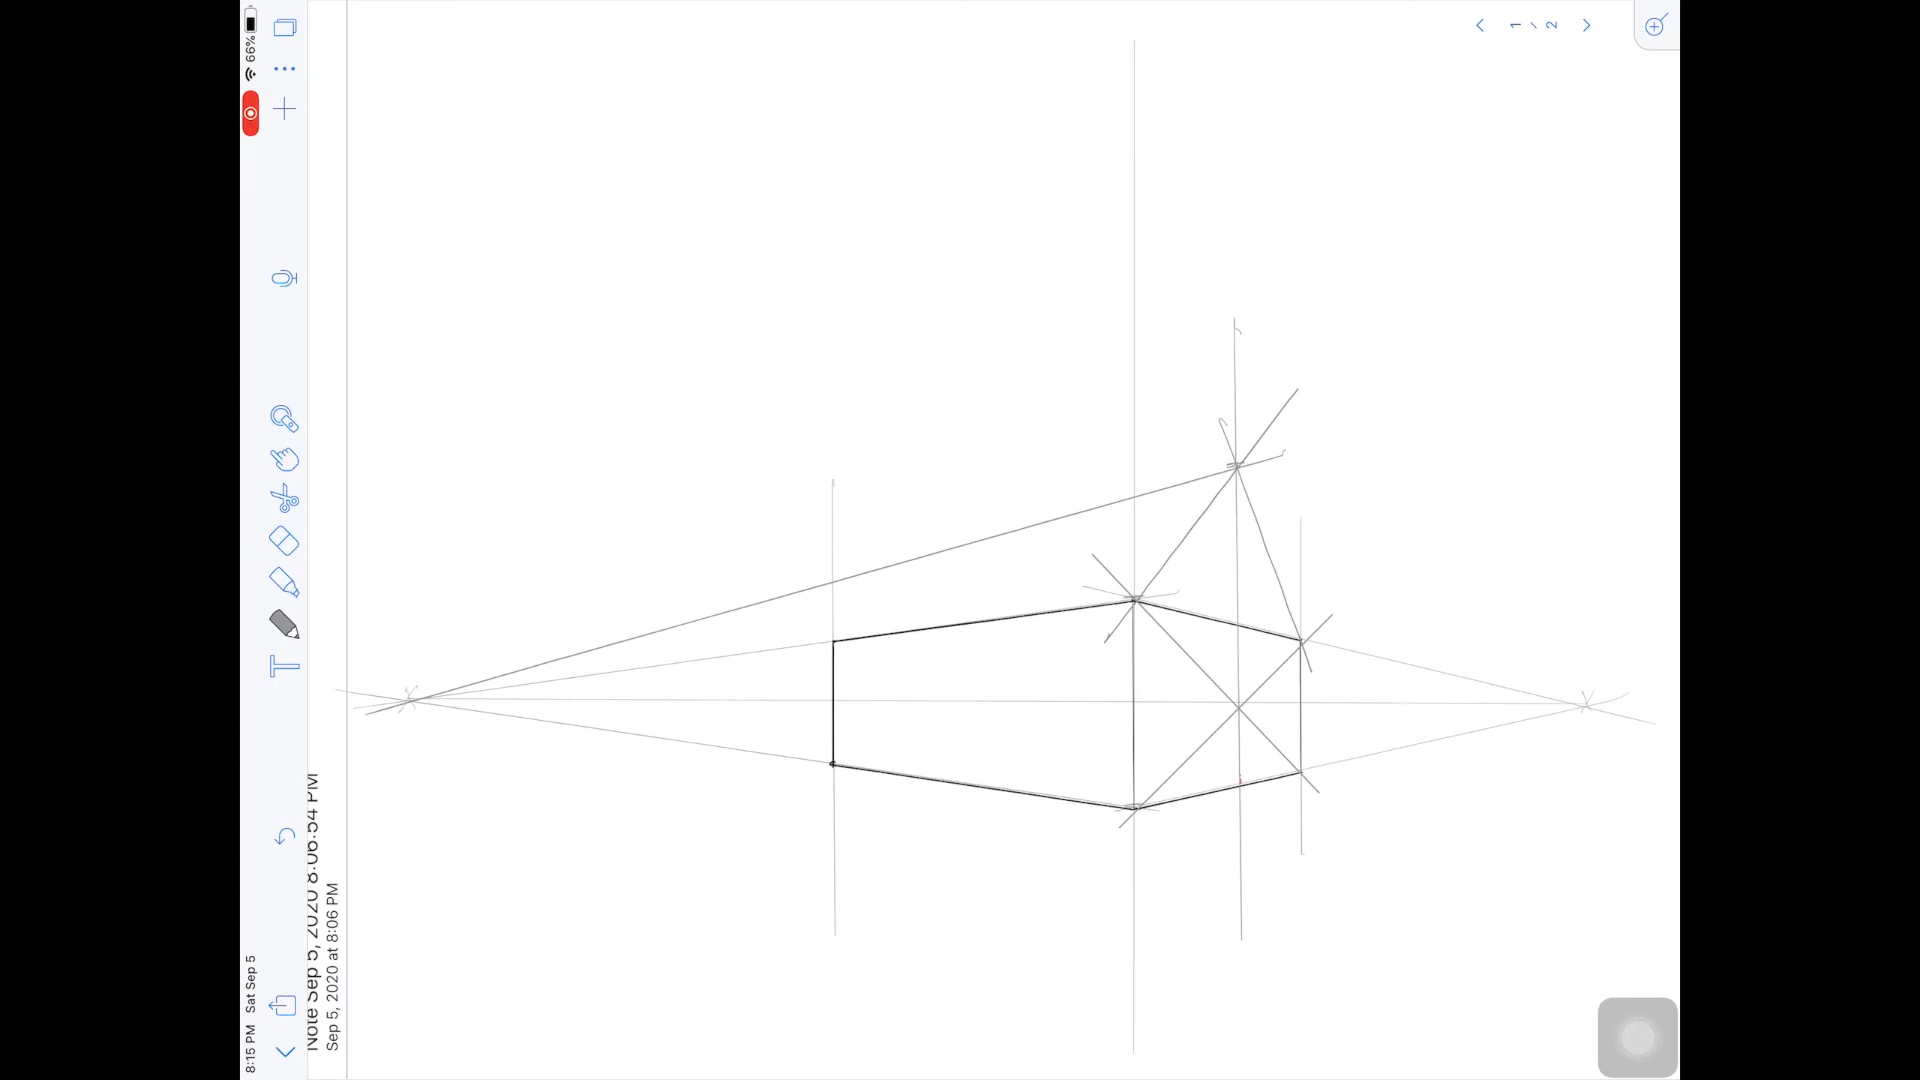 8:15 PM Sat Sep 5
66%
Note Sep 5, 2020 8:06:54 PM
Sep 5, 2020 at 8:06 PM
1 / 2
T